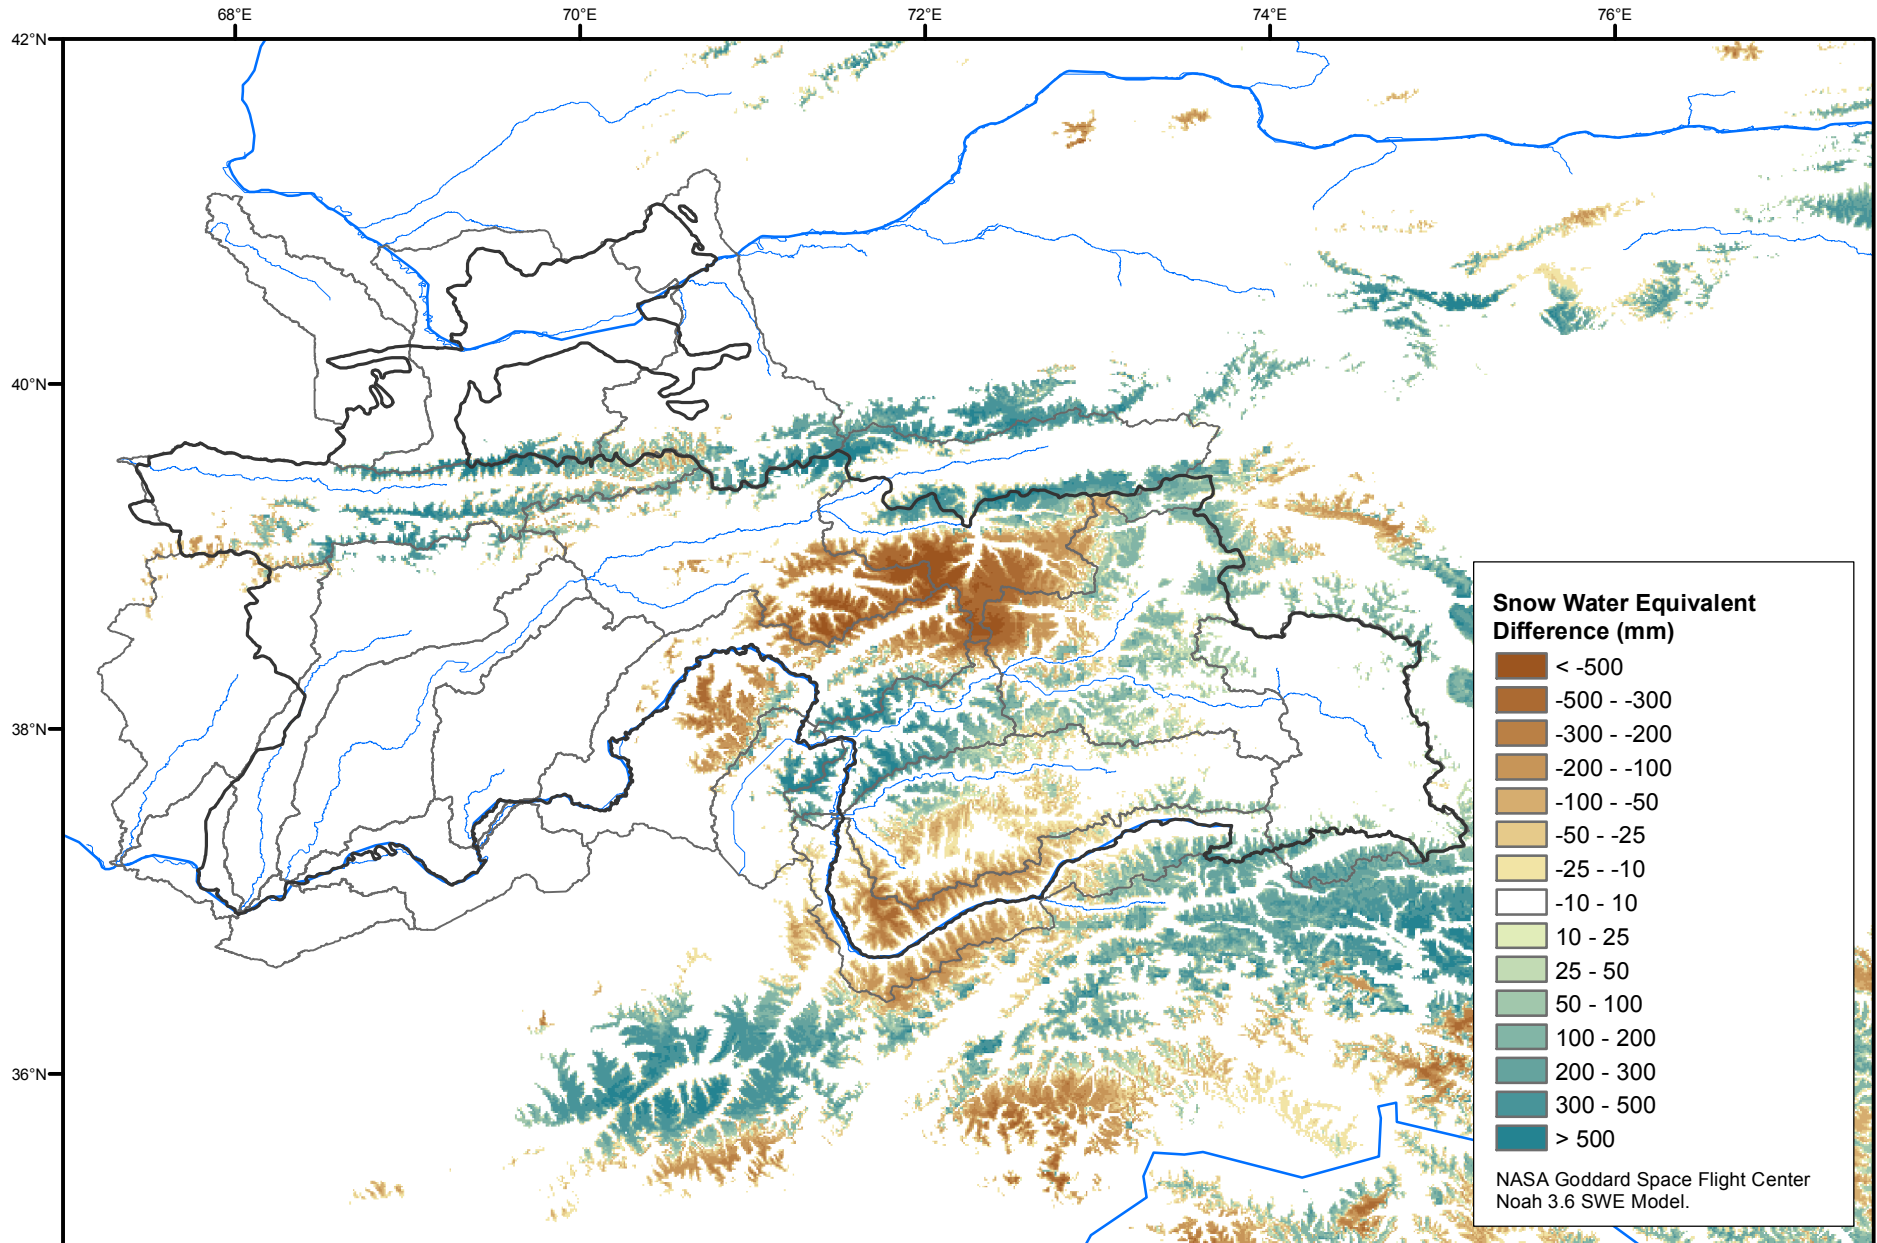 68°E
70°E
72°E
74°E
76°E
42°N
40°N
38°N
36°N
Snow Water Equivalent
Difference (mm)
< -500
-500 - -300
-300 - -200
-200 - -100
-100 - -50
-50 - -25
-25 - -10
-10 - 10
10 - 25
25 - 50
50 - 100
100 - 200
200 - 300
300 - 500
> 500
NASA Goddard Space Flight Center
Noah 3.6 SWE Model.